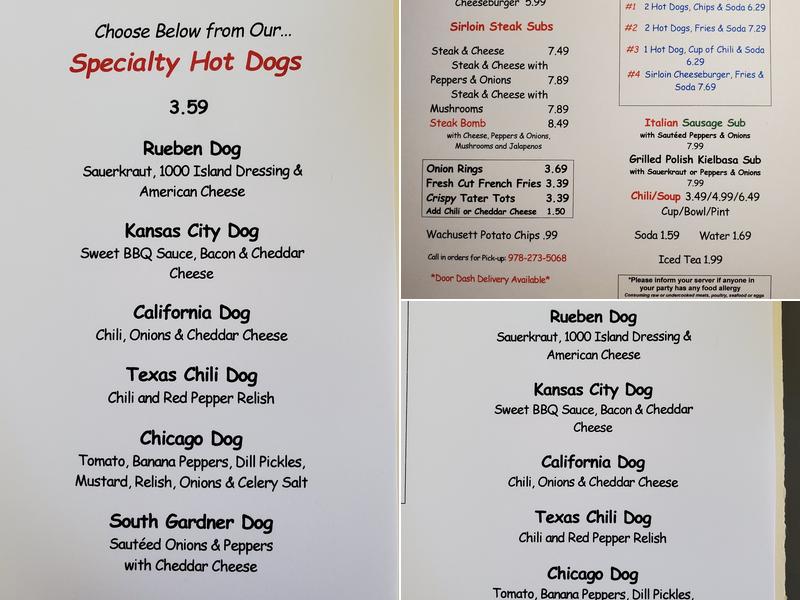 Choose Below from Our...
Specialty Hot Dogs
3.59
Rueben Dog
Sauerkraut, 1000 Island Dressing &
American Cheese
Kansas City Dog
Sweet BBQ Sauce, Bacon & Cheddar
Cheese
California Dog
Chili, Onions & Cheddar Cheese
Texas Chili Dog
Chili and Red Pepper Relish
Chicago Dog
Tomato, Banana Peppers, Dill Pickles,
Mustard, Relish, Onions & Celery Salt
South Gardner Dog
Sautéed Onions & Peppers
with Cheddar Cheese
Cheeseburger 5.99
Sirloin Steak Subs
Steak & Cheese 7.49
Steak & Cheese with
Peppers & Onions 7.89
Steak & Cheese with
Mushrooms 7.89
Steak Bomb 8.49
with Cheese, Peppers & Onions,
Mushrooms and Jalapenos
Onion Rings 3.69
Fresh Cut French Fries 3.39
Crispy Tater Tots 3.39
Add Chili or Cheddar Cheese 1.50
Wachusett Potato Chips .99
Call in orders for Pick-up: 978-273-5068
*Door Dash Delivery Available*
#1 2 Hot Dogs, Chips & Soda 6.29
#2 2 Hot Dogs, Fries & Soda 7.29
#3 1 Hot Dog, Cup of Chili & Soda
6.29
#4 Sirloin Cheeseburger, Fries &
Soda 7.69
Italian Sausage Sub
with Sautéed Peppers & Onions
7.99
Grilled Polish Kielbasa Sub
with Sauerkraut or Peppers & Onions
7.99
Chili/Soup 3.49/4.99/6.49
Cup/Bowl/Pint
Soda 1.59 Water 1.69
Iced Tea 1.99
*Please inform your server if anyone in
your party has any food allergy
Consuming raw or undercooked meats, poultry, seafood or eggs
Rueben Dog
Sauerkraut, 1000 Island Dressing &
American Cheese
Kansas City Dog
Sweet BBQ Sauce, Bacon & Cheddar
Cheese
California Dog
Chili, Onions & Cheddar Cheese
Texas Chili Dog
Chili and Red Pepper Relish
Chicago Dog
Tomato, Banana Peppers, Dill Pickles,